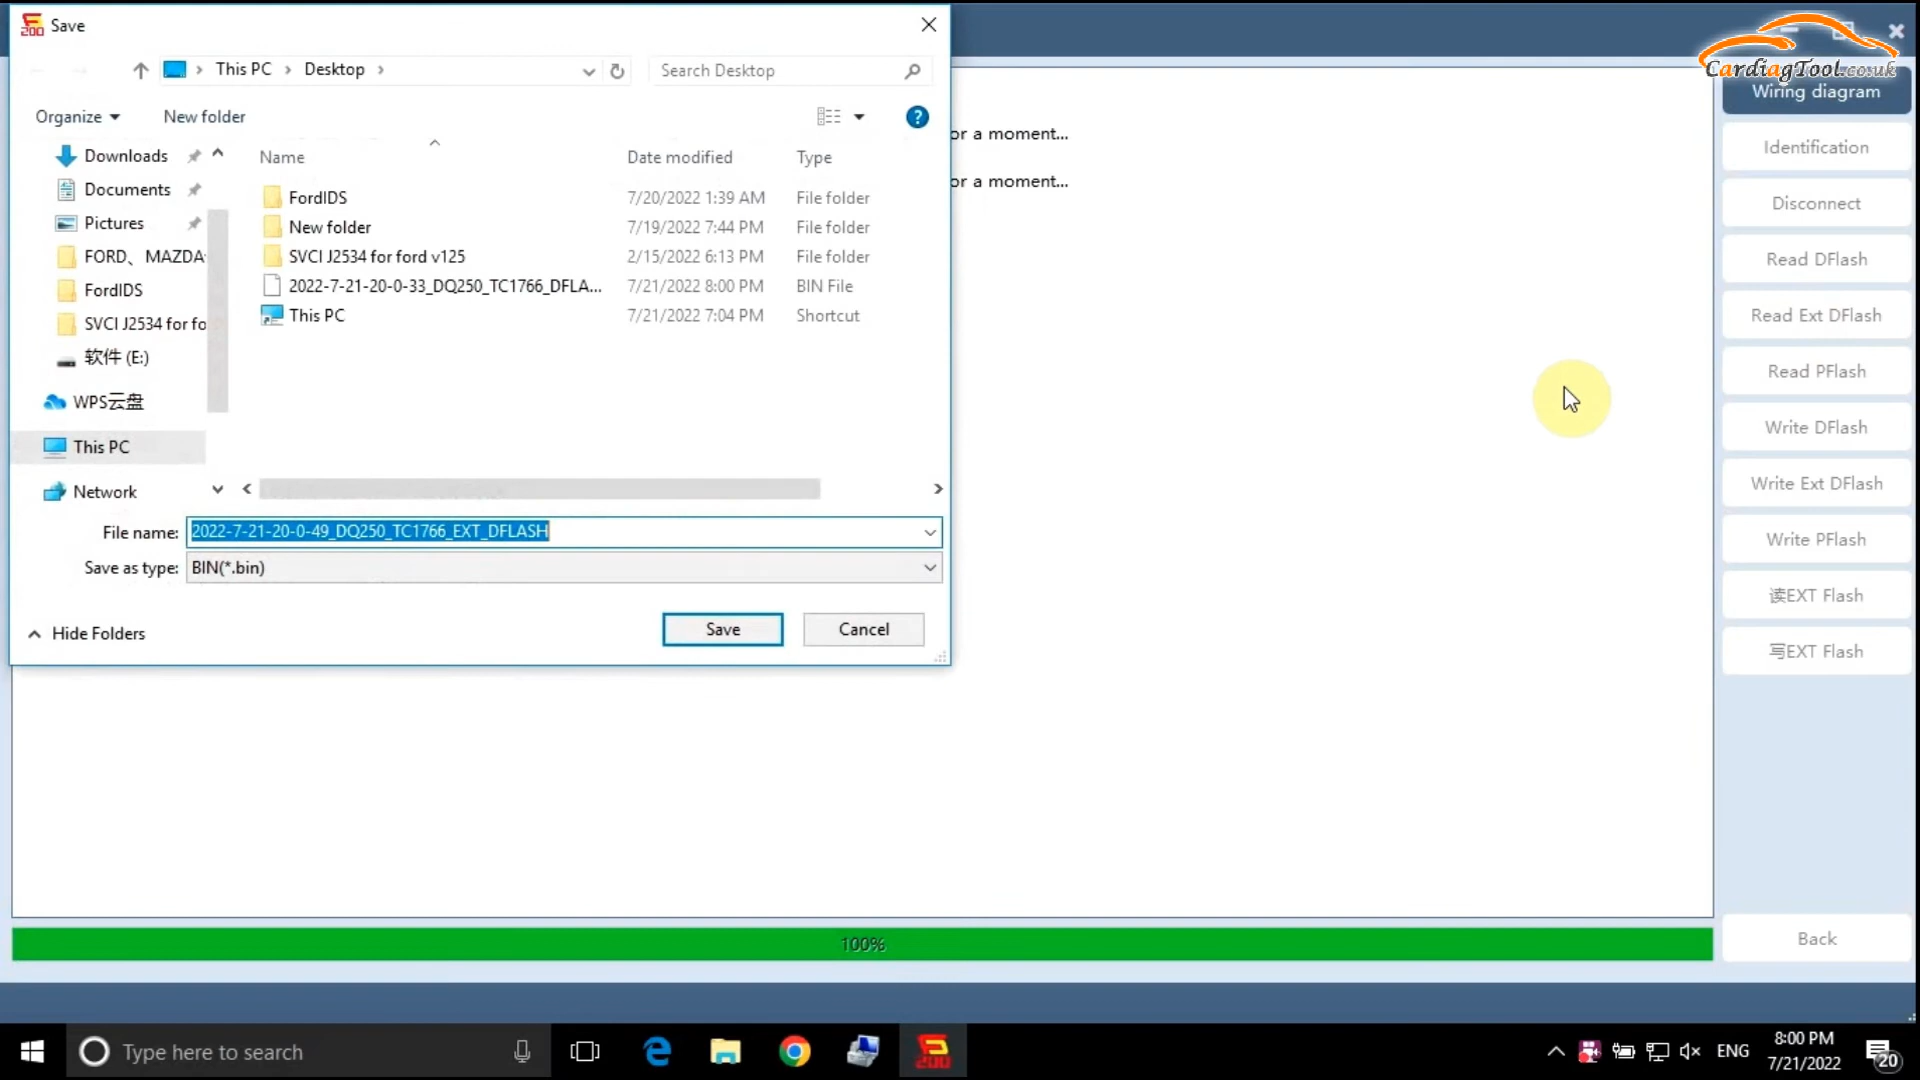 200 Save
This PC > Desktop >
Search Desktop
Organize
New folder
Downloads
Documents
Pictures
FORD、MAZDA
FordIDS
SVCI J2534 for fo
软件 (E:)
WPS云盘
This PC
Network
Name Date modified Type
FordIDS 7/20/2022 1:39 AM File folder
New folder 7/19/2022 7:44 PM File folder
SVCI J2534 for ford v125 2/15/2022 6:13 PM File folder
2022-7-21-20-0-33_DQ250_TC1766_DFLA... 7/21/2022 8:00 PM BIN File
This PC 7/21/2022 7:04 PM Shortcut
File name: 2022-7-21-20-0-49_DQ250_TC1766_EXT_DFLASH
Save as type: BIN(*.bin)
Hide Folders
Save
Cancel
or a moment...
or a moment...
CardiagTool.co.uk
Wiring diagram
Identification
Disconnect
Read DFlash
Read Ext DFlash
Read PFlash
Write DFlash
Write Ext DFlash
Write PFlash
读EXT Flash
写EXT Flash
Back
100%
Type here to search
200
ENG
8:00 PM
7/21/2022
20